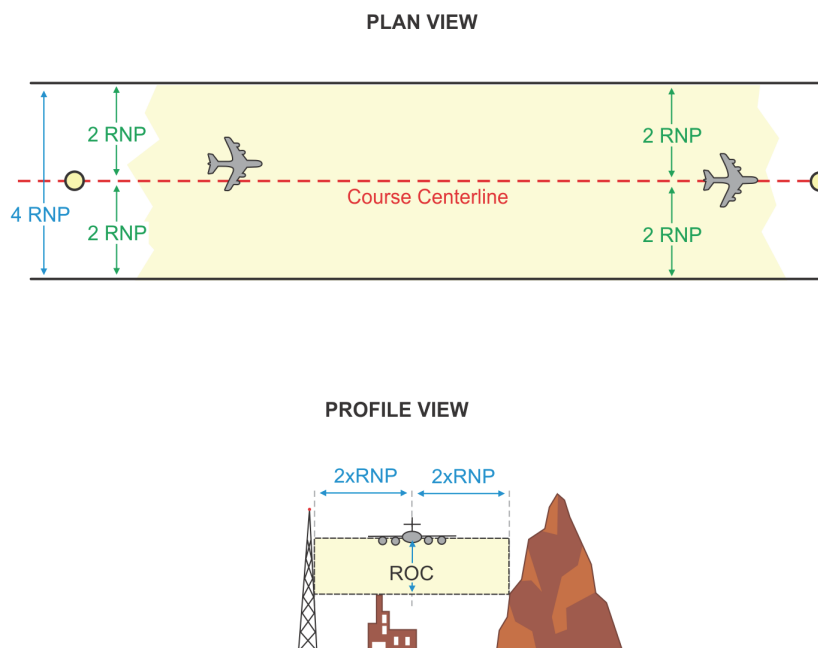 PLAN VIEW
2 RNP
2 RNP
Course Centerline
4 RNP
2 RNP
2 RNP
PROFILE VIEW
2xRNP
2xRNP
ROC